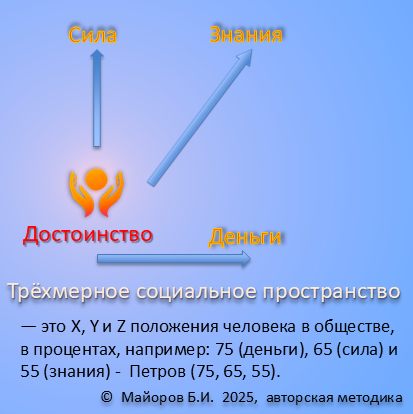 Сила Знания
Достоинство Деньги
Трёхмерное социальное пространство
— это X, Y и Z положения человека в обществе,
в процентах, например: 75 (деньги), 65 (сила) и
55 (знания) - Петров (75, 65, 55).
© Майоров Б.И. 2025, авторская методика